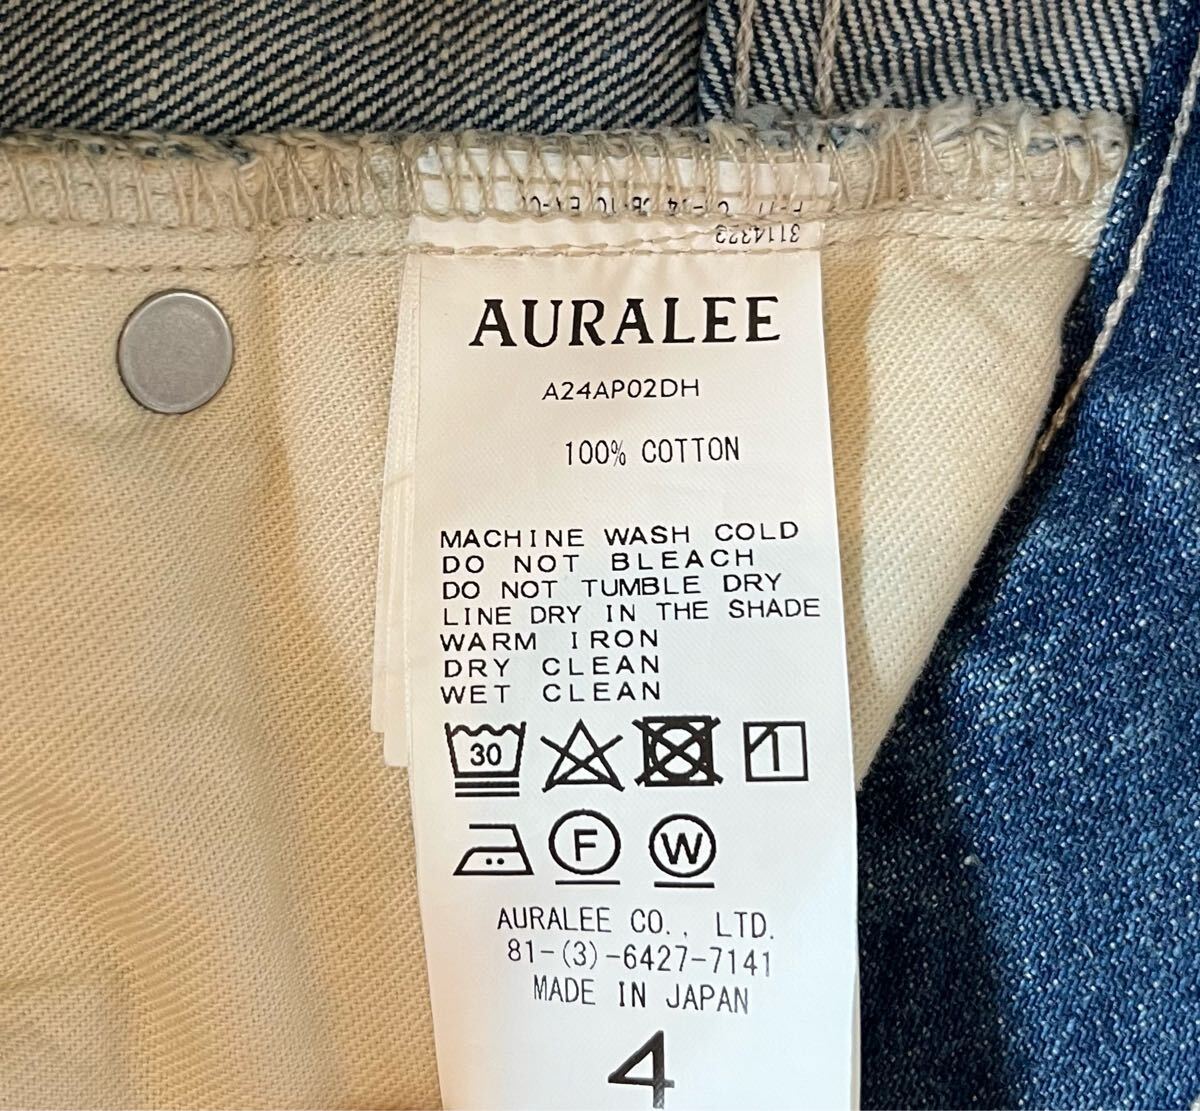 3114323
AURALEE
A24AP02DH
100% COTTON
MACHINE WASH COLD
DO NOT BLEACH
DO NOT TUMBLE DRY
LINE DRY IN THE SHADE
WARM IRON
DRY CLEAN
WET CLEAN
30
F W
AURALEE CO., LTD.
81-(3)-6427-7141
MADE IN JAPAN
4